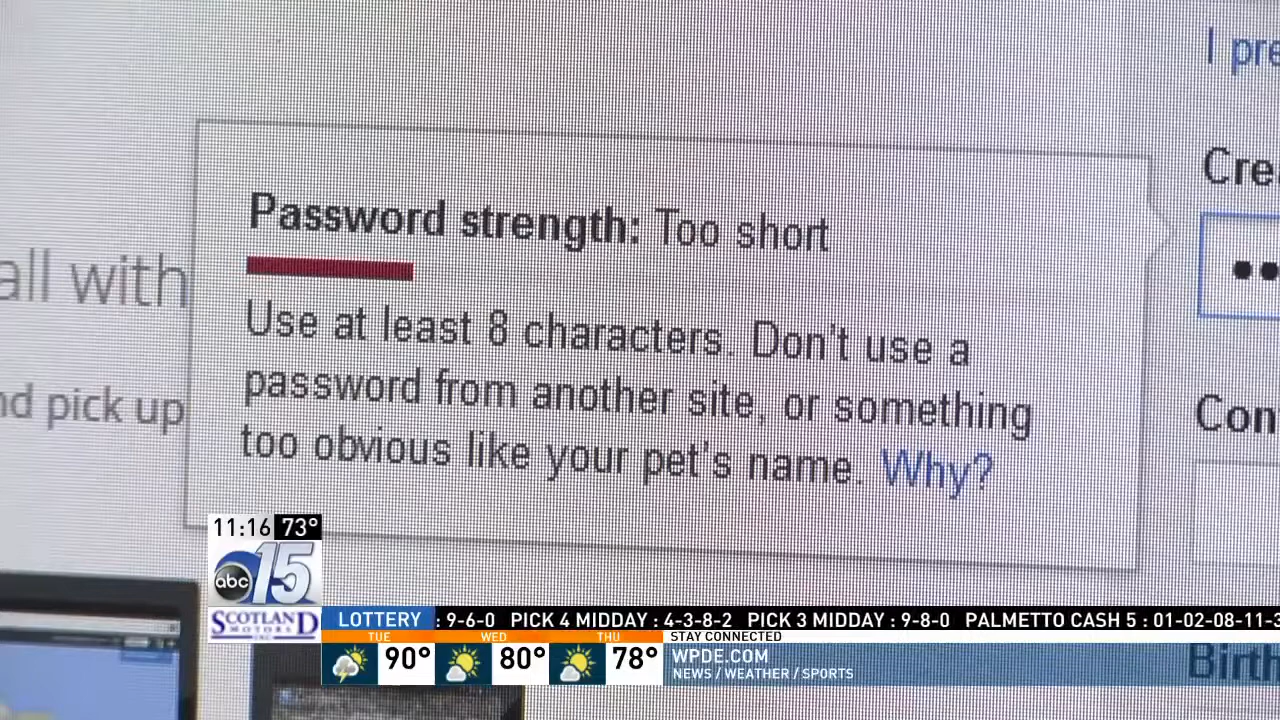 I pre
Cre
Password strength: Too short
all with
Use at least 8 characters. Don't use a
password from another site, or something
too obvious like your pet's name. Why?
nd pick up
Con
11:16 73°
abc 15
SCOTLAND
MOTORS
INC
LOTTERY : 9-6-0 PICK 4 MIDDAY : 4-3-8-2 PICK 3 MIDDAY : 9-8-0 PALMETTO CASH 5 : 01-02-08-11-3
TUE WED THU STAY CONNECTED
90° 80° 78° WPDE.COM
NEWS / WEATHER / SPORTS
Birth